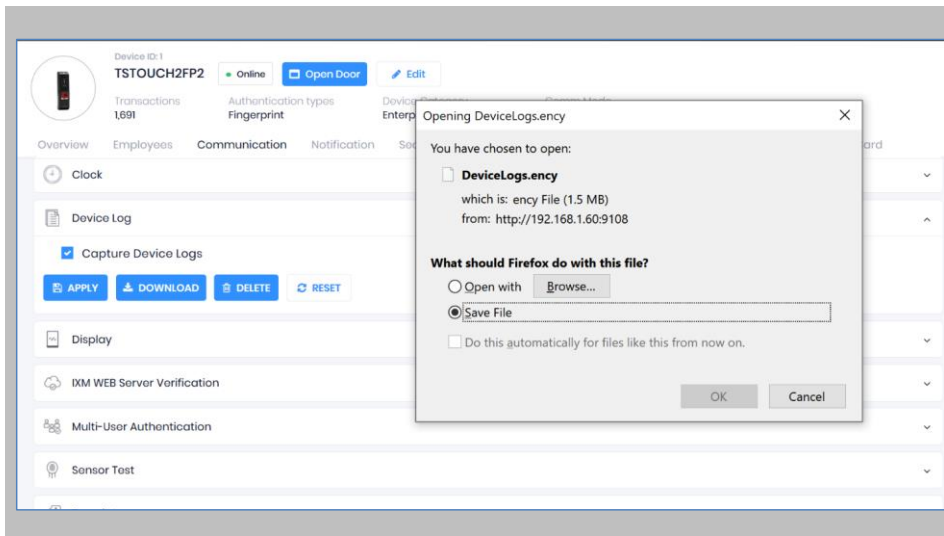 Device ID: 1
TSTOUCH2FP2 Online Open Door Edit
Transactions Authentication types
1,691 Fingerprint
Overview Employees Communication Notification
Clock
Device Log
Capture Device Logs
APPLY DOWNLOAD DELETE RESET
Display
IXM WEB Server Verification
Multi-User Authentication
Sensor Test
Opening DeviceLogs.ency
You have chosen to open:
DeviceLogs.ency
which is: ency File (1.5 MB)
from: http://192.168.1.60:9108
What should Firefox do with this file?
Open with Browse...
Save File
Do this automatically for files like this from now on.
OK Cancel